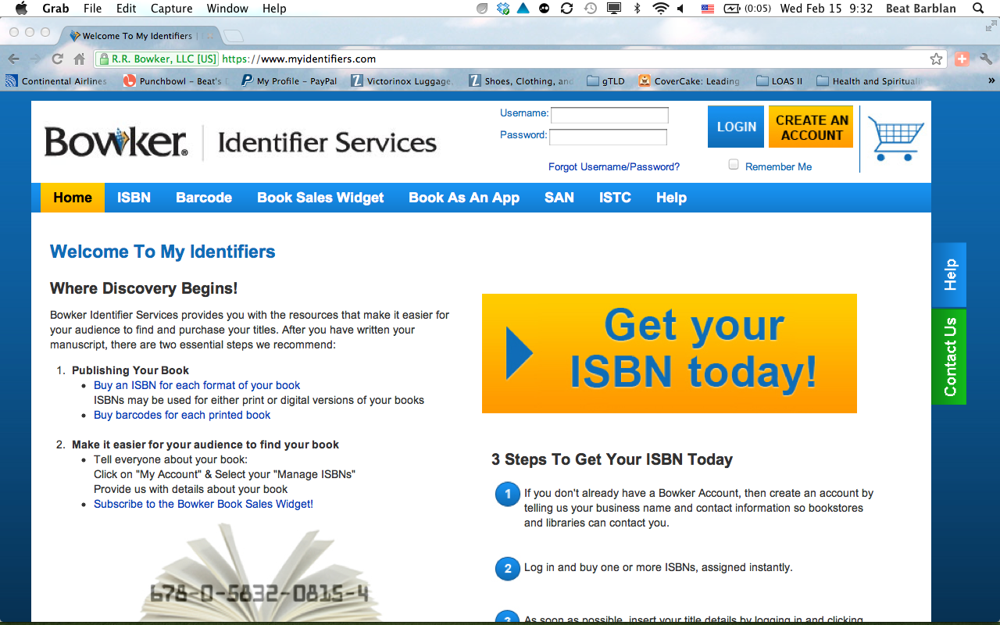 Grab File Edit Capture Window Help (0:05) Wed Feb 15 9:32 Beat Barblan
Welcome To My Identifiers |
R.R. Bowker, LLC [US] https://www.myidentifiers.com
Continental Airlines Punchbowl – Beat's My Profile – PayPal Victorinox Luggage, Shoes, Clothing, and gTLD CoverCake: Leading LOAS II Health and Spirituali »
Username:
Password:
LOGIN
CREATE AN
ACCOUNT
Bowker® Identifier Services
Forgot Username/Password? Remember Me
Home ISBN Barcode Book Sales Widget Book As An App SAN ISTC Help
Welcome To My Identifiers
Where Discovery Begins!
Bowker Identifier Services provides you with the resources that make it easier for
your audience to find and purchase your titles. After you have written your
manuscript, there are two essential steps we recommend:
1. Publishing Your Book
• Buy an ISBN for each format of your book
ISBNs may be used for either print or digital versions of your books
• Buy barcodes for each printed book
2. Make it easier for your audience to find your book
• Tell everyone about your book:
Click on "My Account" & Select your "Manage ISBNs"
Provide us with details about your book
• Subscribe to the Bowker Book Sales Widget!
678-0-5832-0815-4
Get your
ISBN today!
3 Steps To Get Your ISBN Today
1 If you don't already have a Bowker Account, then create an account by
telling us your business name and contact information so bookstores
and libraries can contact you.
2 Log in and buy one or more ISBNs, assigned instantly.
3 As soon as possible, insert your title details by logging in and clicking
Help
Contact Us